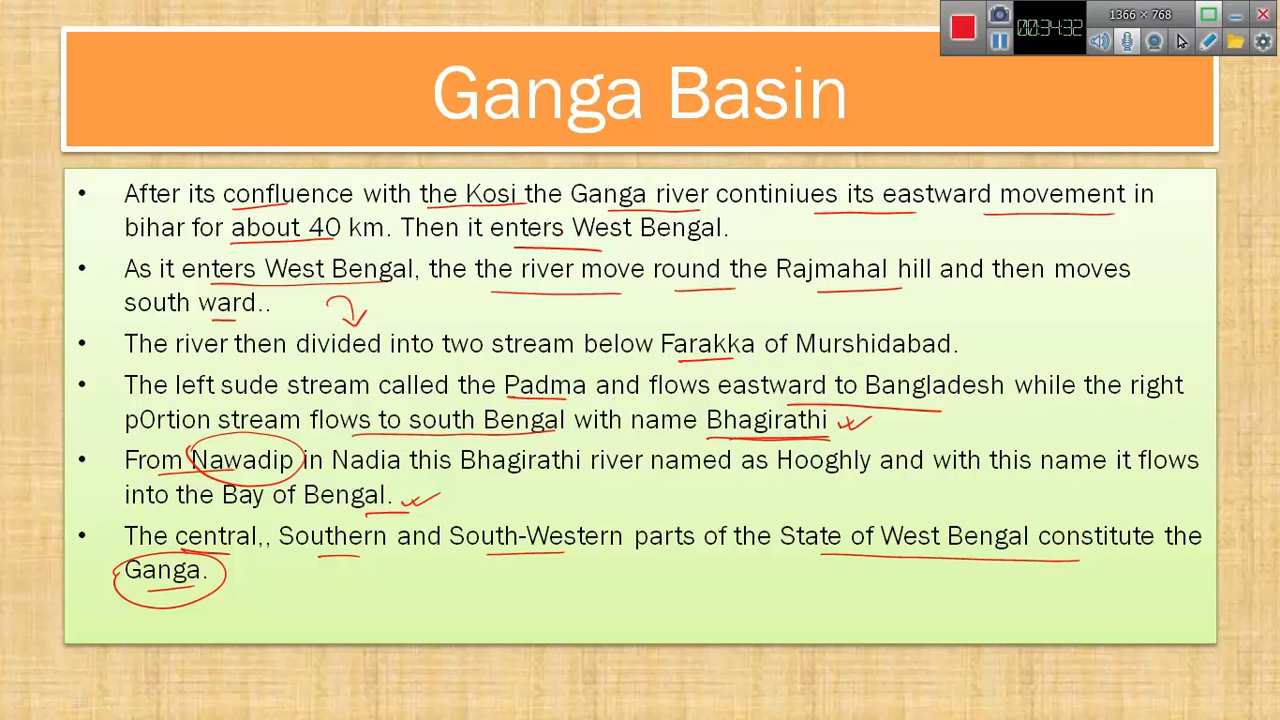 1366 × 768
00:34:32
Ganga Basin
• After its confluence with the Kosi the Ganga river continiues its eastward movement in
bihar for about 40 km. Then it enters West Bengal.
• As it enters West Bengal, the the river move round the Rajmahal hill and then moves
south ward..
• The river then divided into two stream below Farakka of Murshidabad.
• The left sude stream called the Padma and flows eastward to Bangladesh while the right
p0rtion stream flows to south Bengal with name Bhagirathi
• From Nawadip in Nadia this Bhagirathi river named as Hooghly and with this name it flows
into the Bay of Bengal.
• The central,, Southern and South-Western parts of the State of West Bengal constitute the
Ganga.